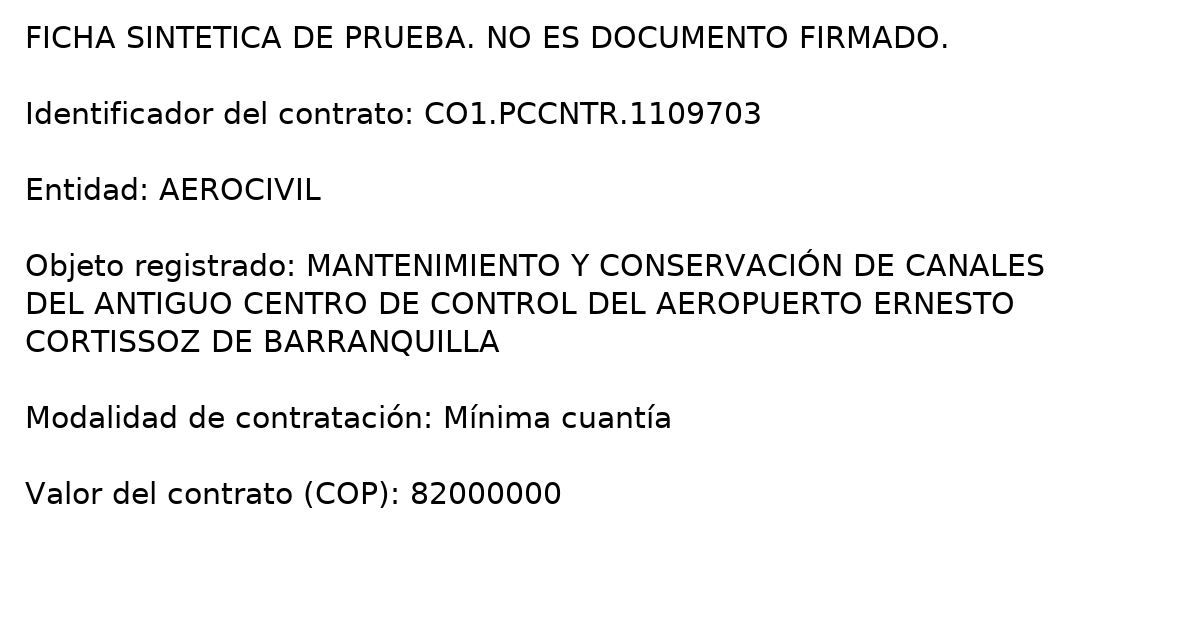 FICHA SINTETICA DE PRUEBA. NO ES DOCUMENTO FIRMADO.
Identificador del contrato: CO1.PCCNTR.1109703
Entidad: AEROCIVIL
Objeto registrado: MANTENIMIENTO Y CONSERVACIÓN DE CANALES
DEL ANTIGUO CENTRO DE CONTROL DEL AEROPUERTO ERNESTO
CORTISSOZ DE BARRANQUILLA
Modalidad de contratación: Mínima cuantía
Valor del contrato (COP): 82000000